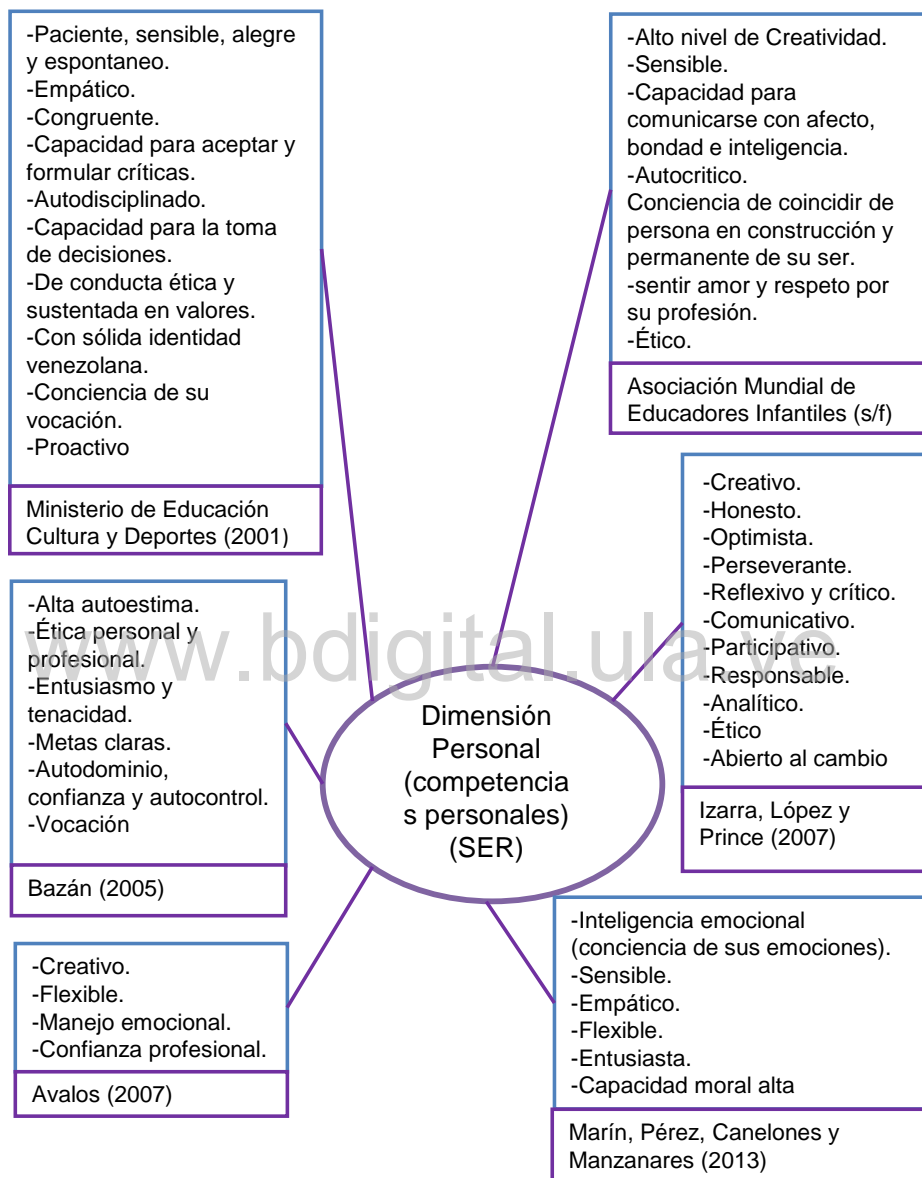 -Paciente, sensible, alegre
y espontaneo.
-Empático.
-Congruente.
-Capacidad para aceptar y
formular críticas.
-Autodisciplinado.
-Capacidad para la toma
de decisiones.
-De conducta ética y
sustentada en valores.
-Con sólida identidad
venezolana.
-Conciencia de su
vocación.
-Proactivo
Ministerio de Educación
Cultura y Deportes (2001)
-Alto nivel de Creatividad.
-Sensible.
-Capacidad para
comunicarse con afecto,
bondad e inteligencia.
-Autocritico.
Conciencia de coincidir de
persona en construcción y
permanente de su ser.
-sentir amor y respeto por
su profesión.
-Ético.
Asociación Mundial de
Educadores Infantiles (s/f)
-Alta autoestima.
-Ética personal y
profesional.
-Entusiasmo y
tenacidad.
-Metas claras.
-Autodominio,
confianza y autocontrol.
-Vocación
Bazán (2005)
-Creativo.
-Honesto.
-Optimista.
-Perseverante.
-Reflexivo y crítico.
-Comunicativo.
-Participativo.
-Responsable.
-Analítico.
-Ético
-Abierto al cambio
Izarra, López y
Prince (2007)
www.bdigital.ula.ve
Dimensión
Personal
(competencia
s personales)
(SER)
-Creativo.
-Flexible.
-Manejo emocional.
-Confianza profesional.
Avalos (2007)
-Inteligencia emocional
(conciencia de sus emociones).
-Sensible.
-Empático.
-Flexible.
-Entusiasta.
-Capacidad moral alta
Marín, Pérez, Canelones y
Manzanares (2013)